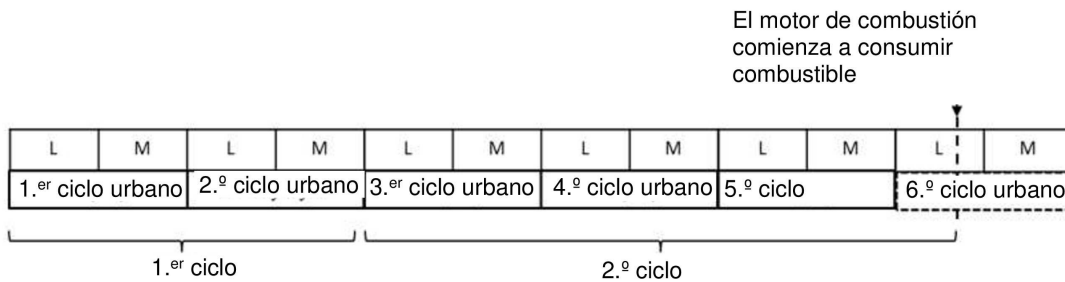 El motor de combustión
comienza a consumir
combustible
L M L M L M L M L M L M
1.er ciclo urbano 2.º ciclo urbano 3.er ciclo urbano 4.º ciclo urbano 5.º ciclo 6.º ciclo urbano
1.er ciclo 2.º ciclo